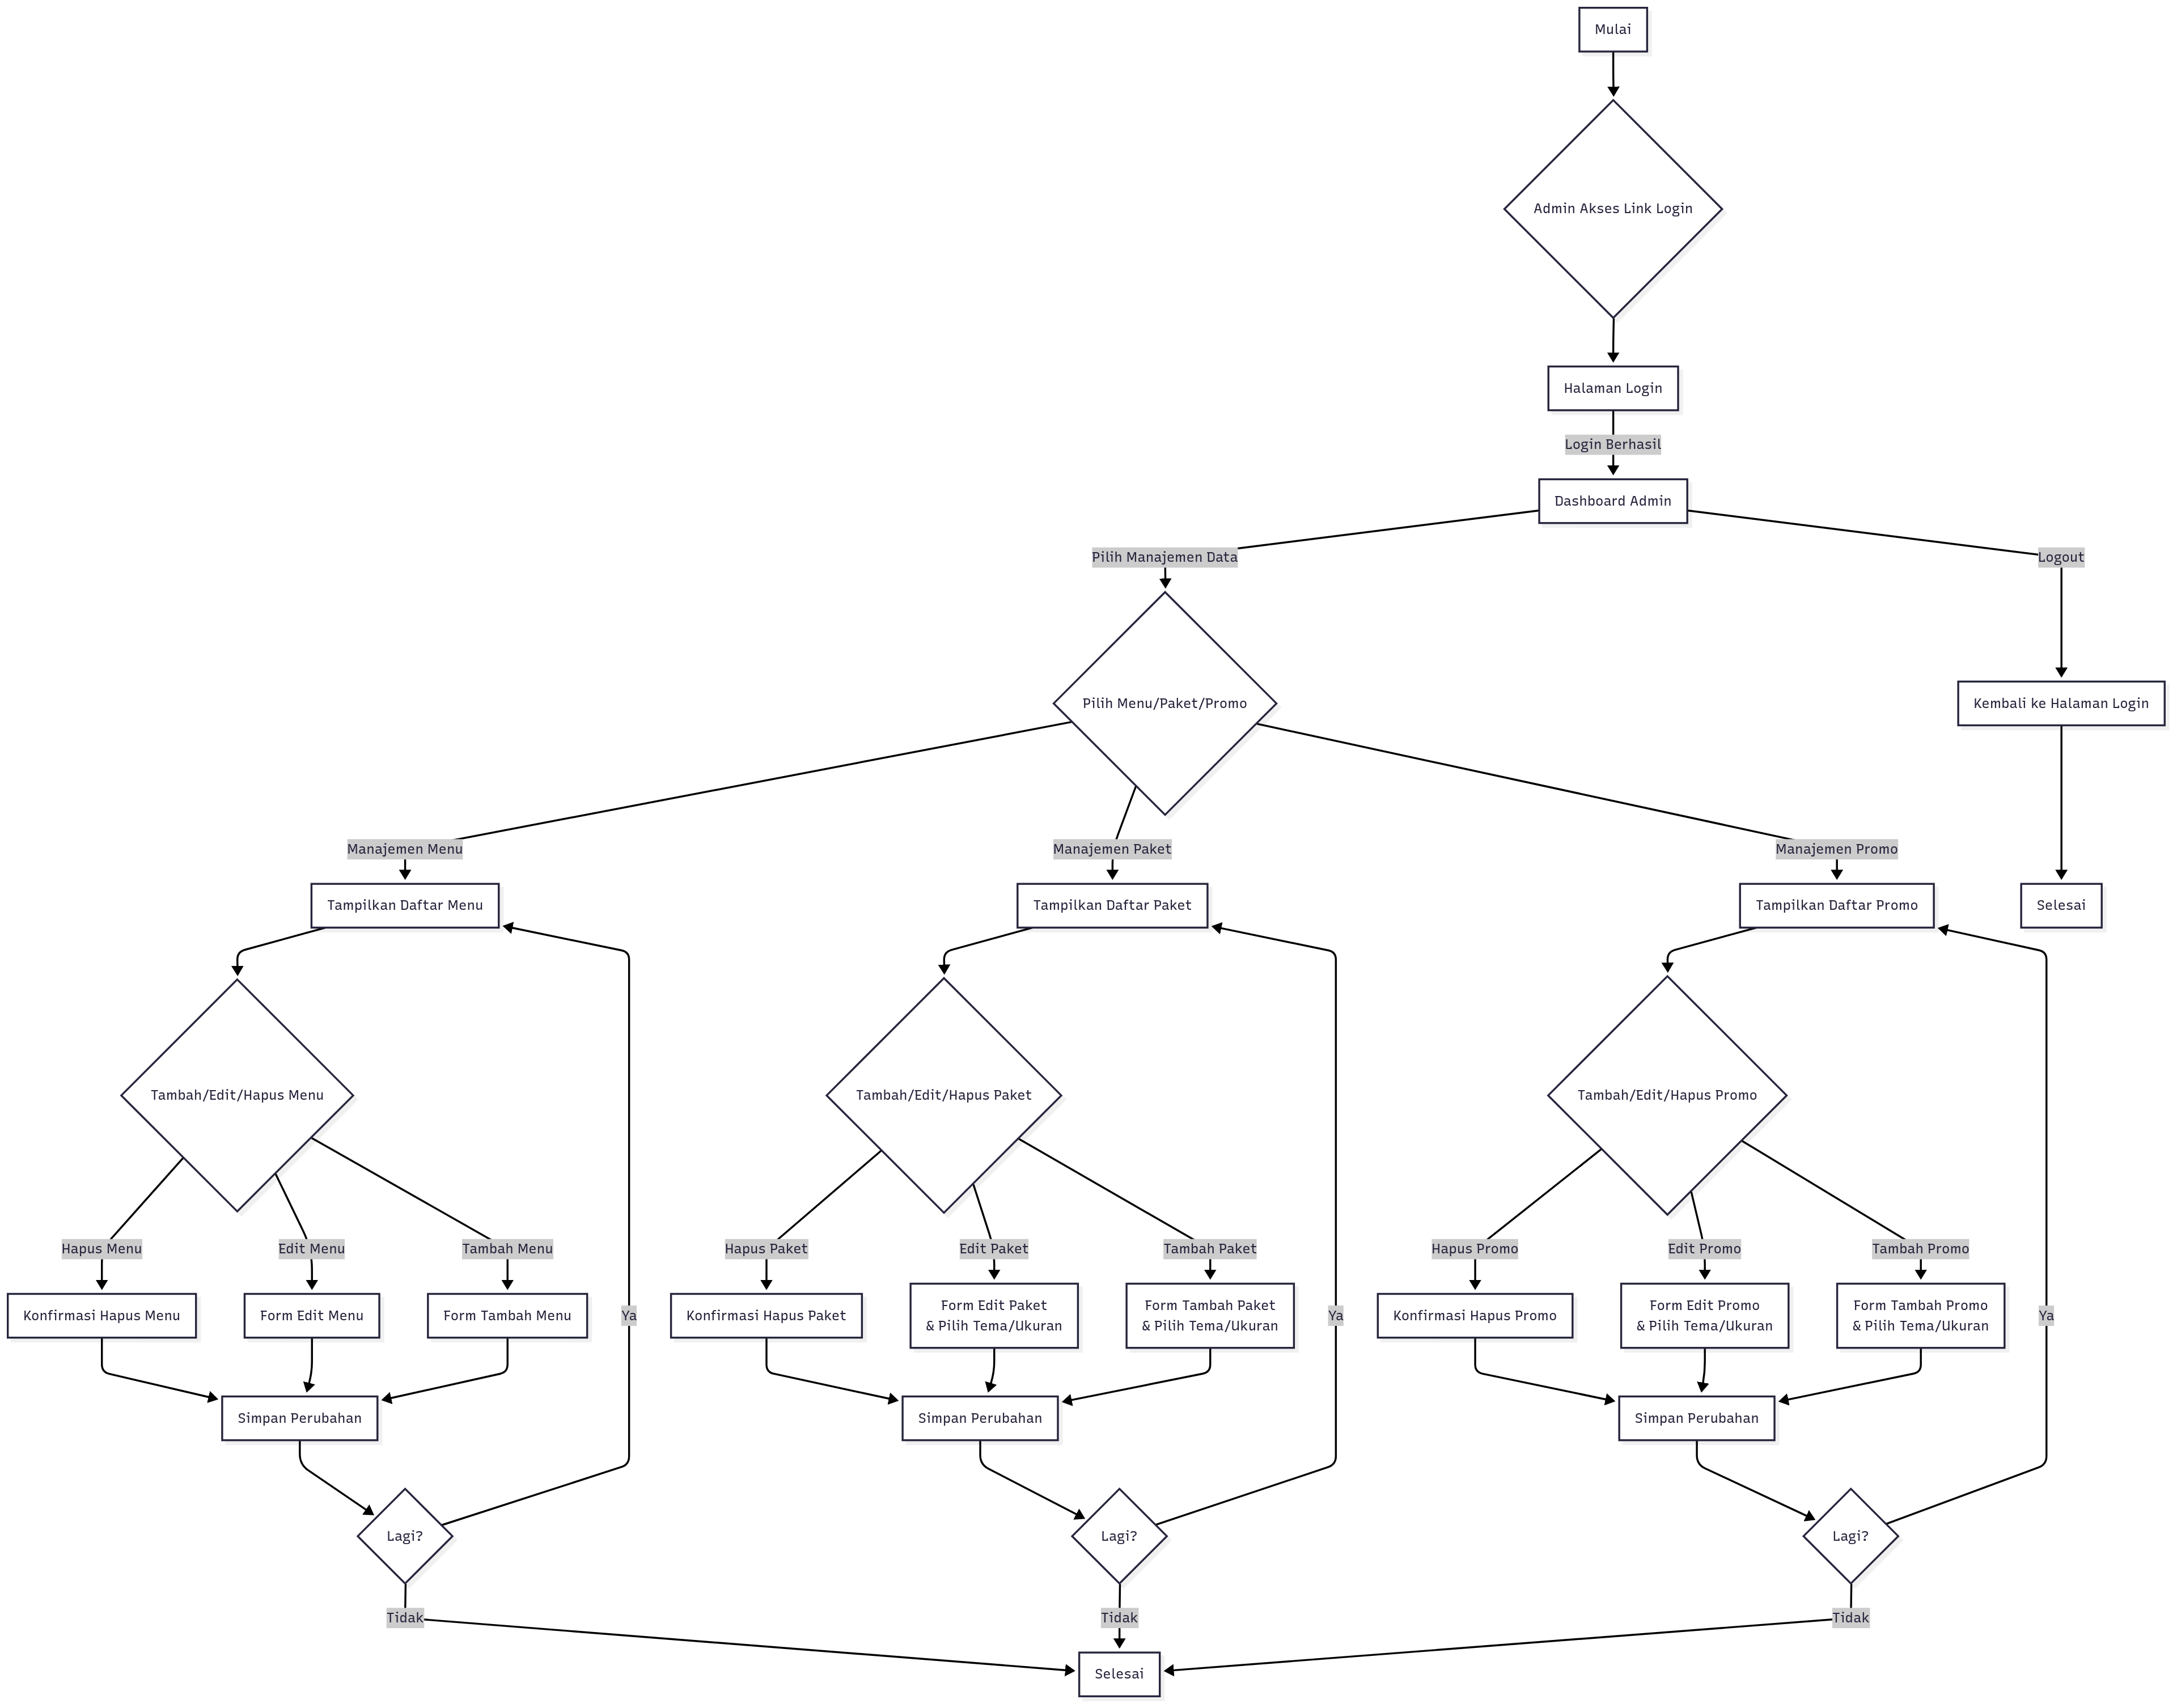 Mulai
Admin Akses Link Login
Halaman Login
Login Berhasil
Dashboard Admin
Pilih Manajemen Data
Logout
Pilih Menu/Paket/Promo
Kembali ke Halaman Login
Manajemen Menu
Manajemen Paket
Manajemen Promo
Tampilkan Daftar Menu
Tampilkan Daftar Paket
Tampilkan Daftar Promo
Selesai
Tambah/Edit/Hapus Menu
Tambah/Edit/Hapus Paket
Tambah/Edit/Hapus Promo
Hapus Menu
Edit Menu
Tambah Menu
Hapus Paket
Edit Paket
Tambah Paket
Hapus Promo
Edit Promo
Tambah Promo
Konfirmasi Hapus Menu
Form Edit Menu
Form Tambah Menu
Ya
Konfirmasi Hapus Paket
Form Edit Paket
& Pilih Tema/Ukuran
Form Tambah Paket
& Pilih Tema/Ukuran
Ya
Konfirmasi Hapus Promo
Form Edit Promo
& Pilih Tema/Ukuran
Form Tambah Promo
& Pilih Tema/Ukuran
Ya
Simpan Perubahan
Simpan Perubahan
Simpan Perubahan
Lagi?
Lagi?
Lagi?
Tidak
Tidak
Tidak
Selesai